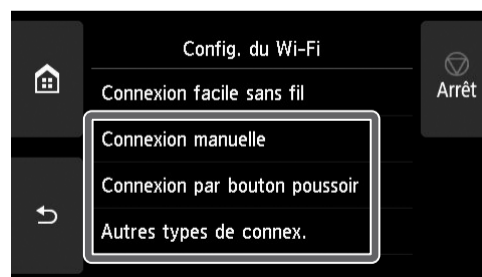 Config. du Wi-Fi
Connexion facile sans fil
Arrêt
Connexion manuelle
Connexion par bouton poussoir
Autres types de connex.